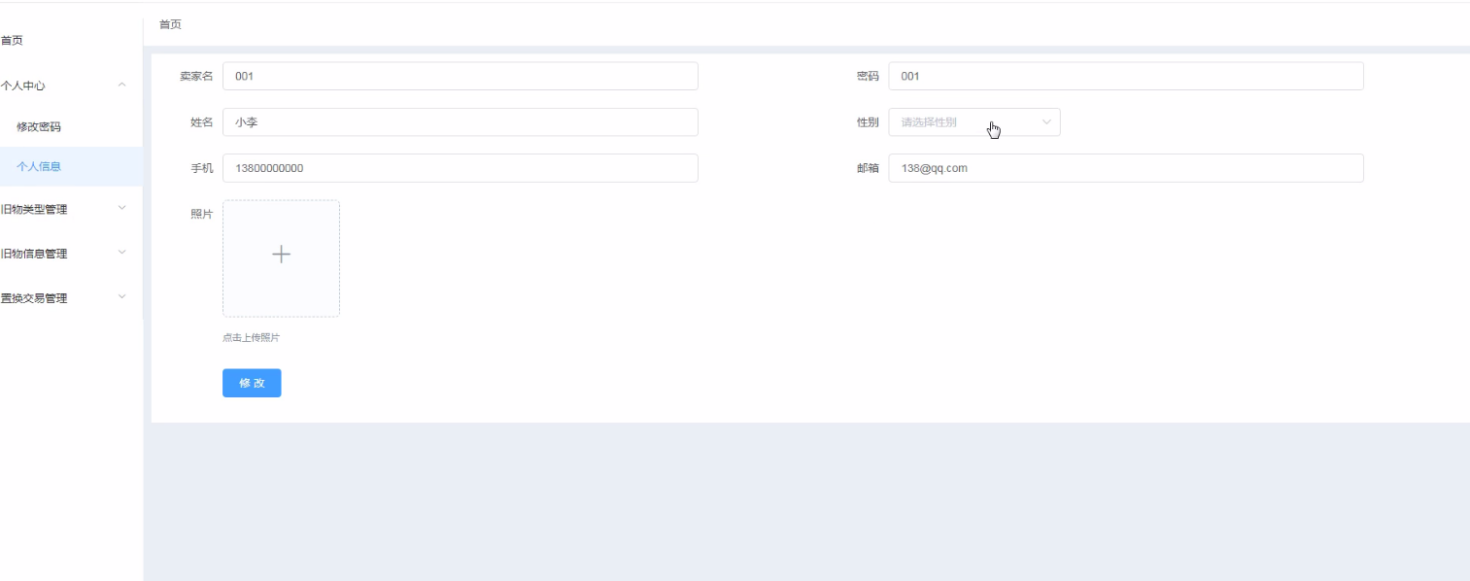 首页
首页
个人中心
修改密码
个人信息
旧物类型管理
旧物信息管理
置换交易管理
卖家名 001 密码 001
姓名 小李 性别 请选择性别
手机 13800000000 邮箱 138@qq.com
照片
点击上传照片
修改